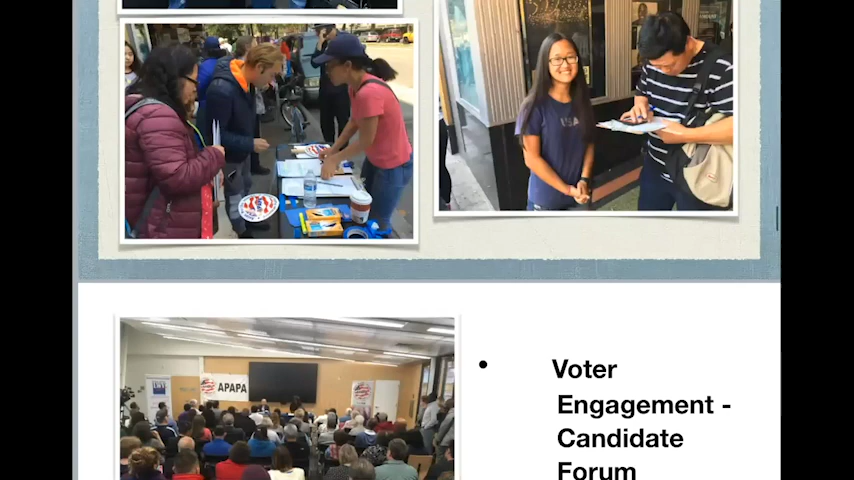 APAPA
• Voter
Engagement -
Candidate
Forum